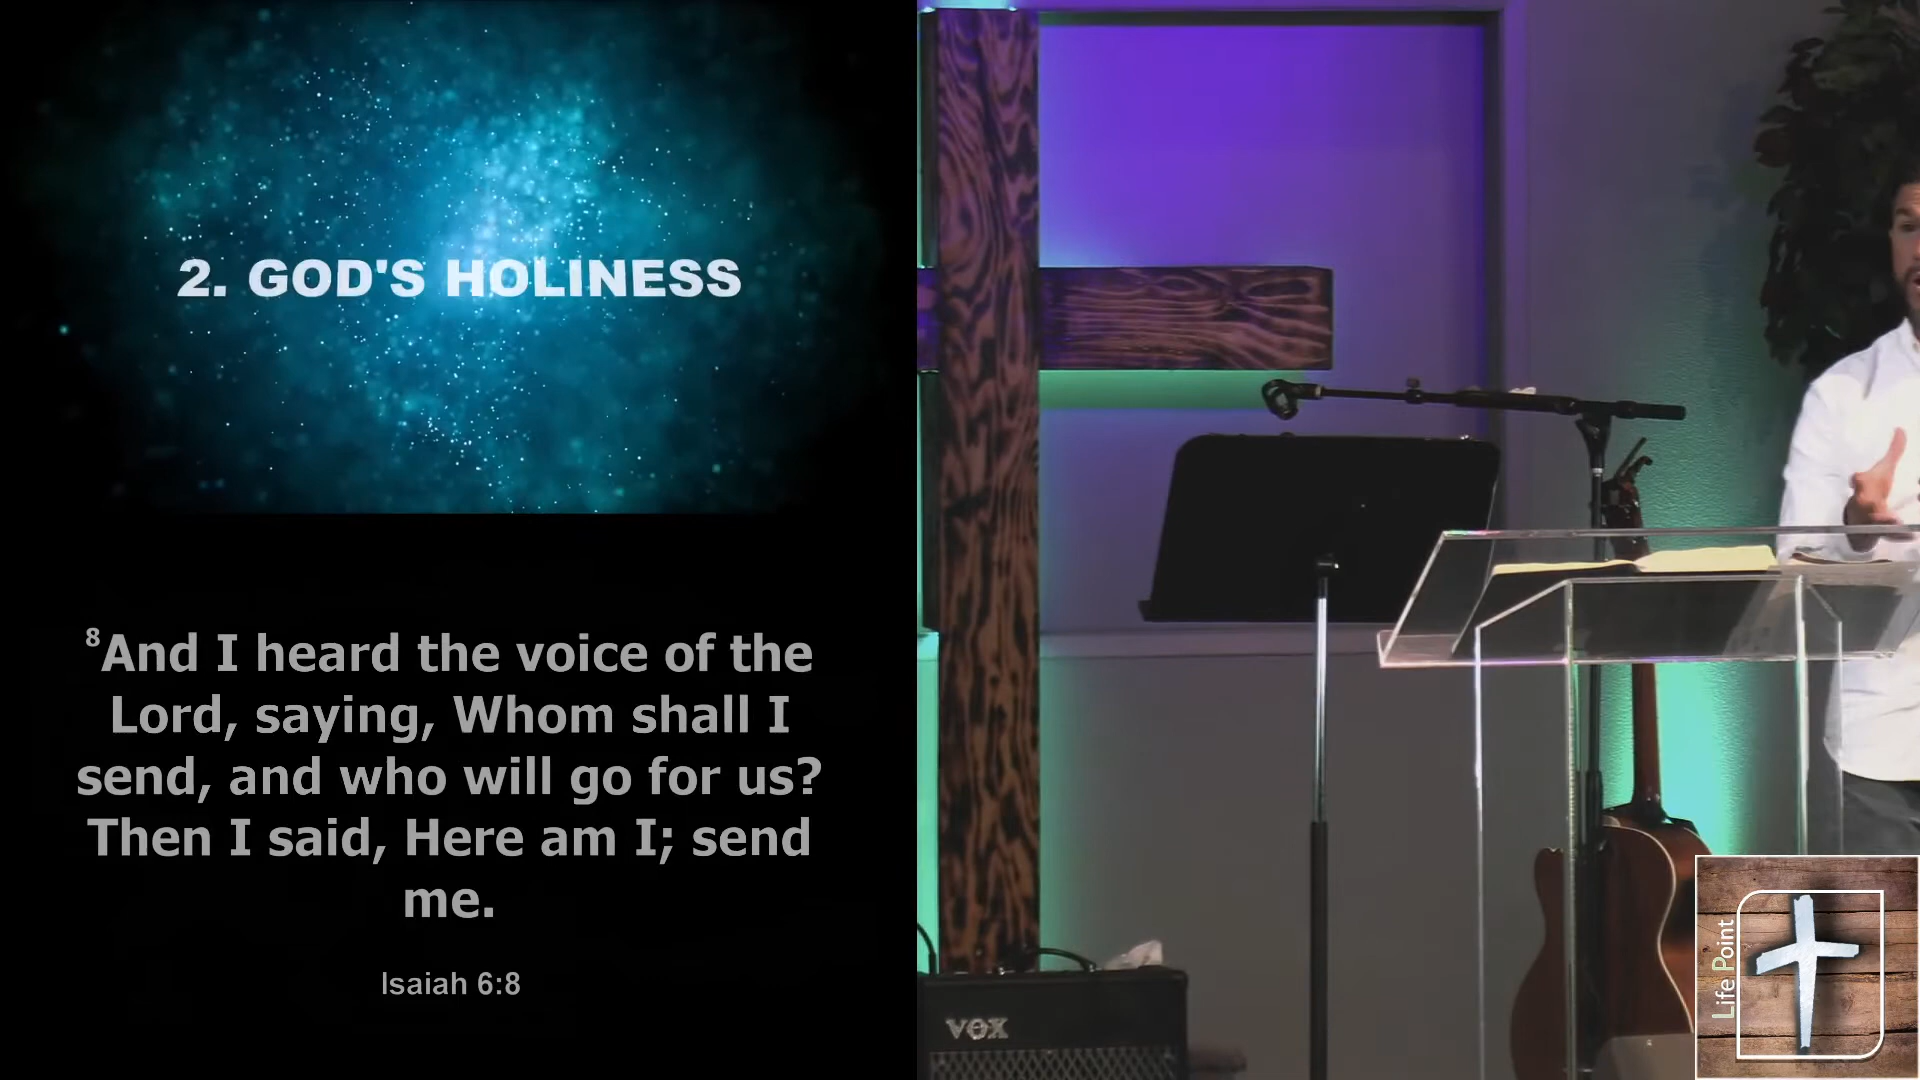 2. GOD'S HOLINESS
8And I heard the voice of the
Lord, saying, Whom shall I
send, and who will go for us?
Then I said, Here am I; send
me.
Isaiah 6:8
VOX
Life Point